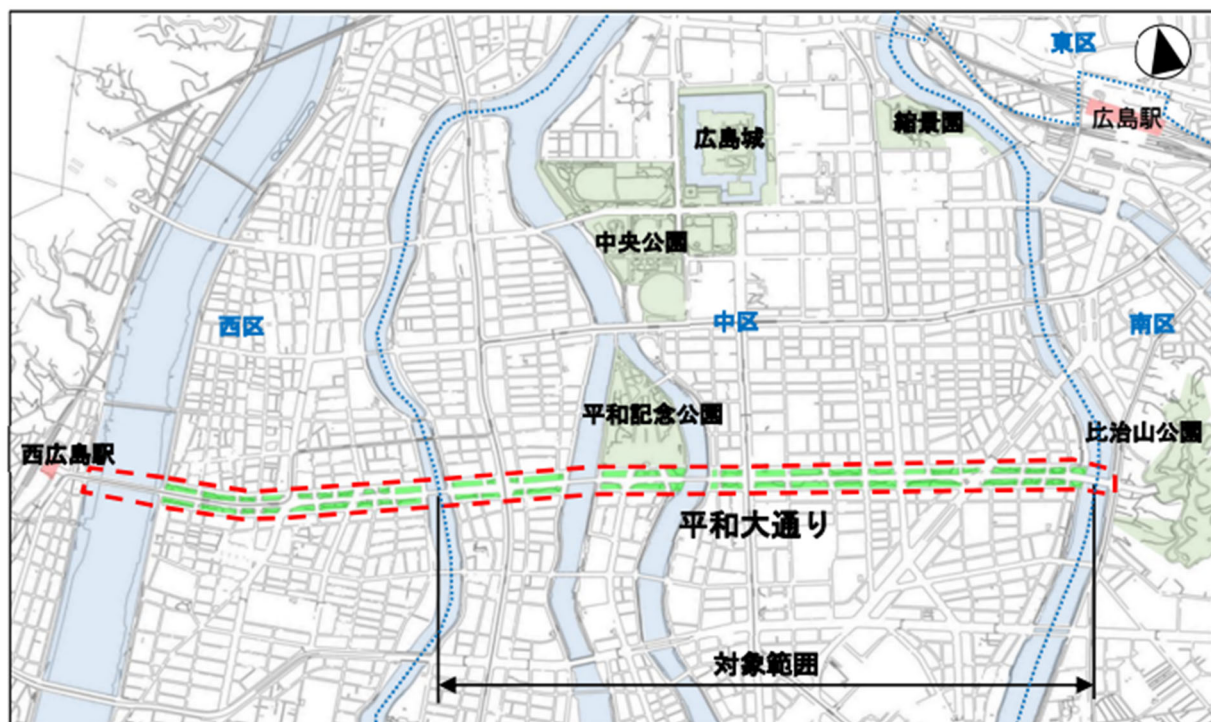 東区
広島駅
縮景園
広島城
中央公園
西区
中区
南区
平和記念公園
比治山公園
西広島駅
平和大通り
対象範囲